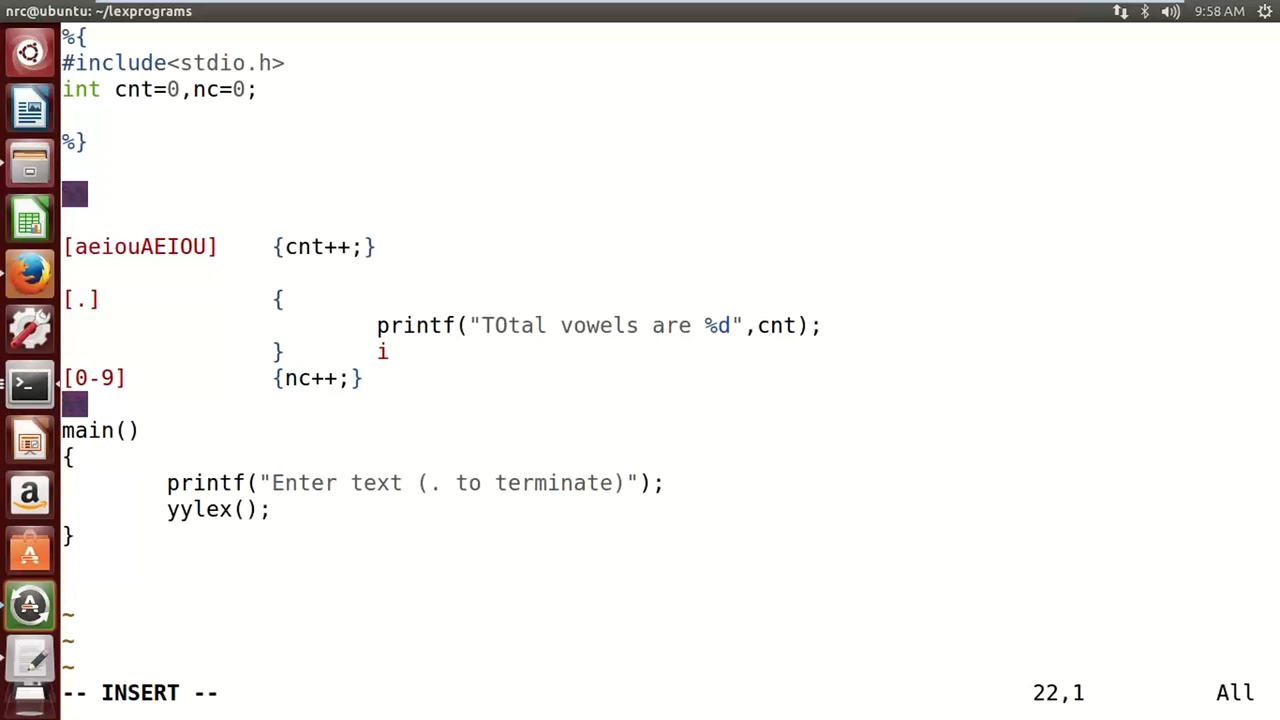 nrc@ubuntu: ~/lexprograms
9:58 AM
%{
#include<stdio.h>
int cnt=0,nc=0;
%}
%%
[aeiouAEIOU]    {cnt++;}
[.]             {
                        printf("TOtal vowels are %d",cnt);
                }       i
[0-9]           {nc++;}
%%
main()
{
        printf("Enter text (. to terminate)");
        yylex();
}
~
~
~
-- INSERT --                22,1          All